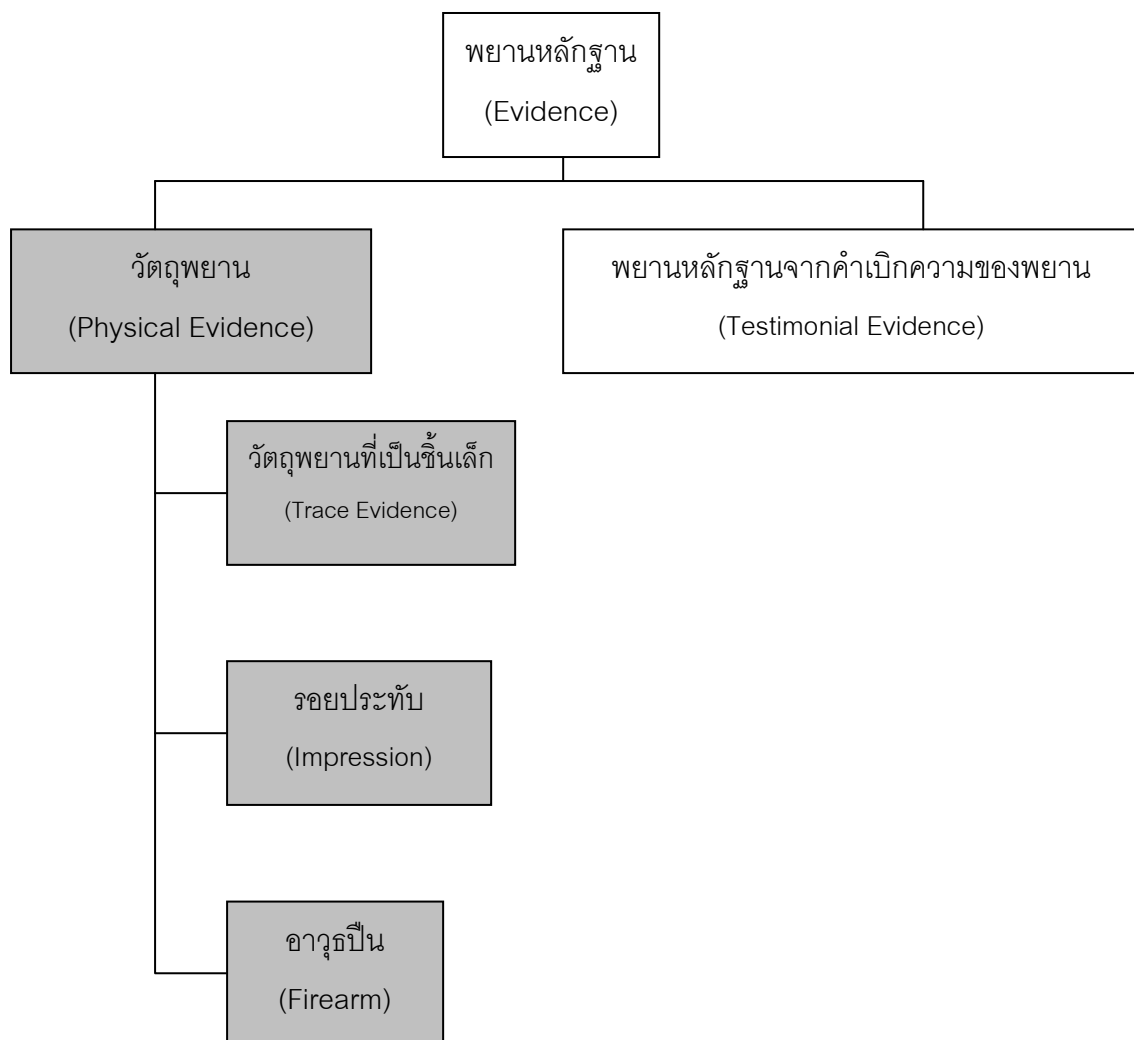 พยานหลักฐาน
(Evidence)
วัตถุพยาน
(Physical Evidence)
พยานหลักฐานจากคำเบิกความของพยาน
(Testimonial Evidence)
วัตถุพยานที่เป็นชิ้นเล็ก
(Trace Evidence)
รอยประทับ
(Impression)
อาวุธปืน
(Firearm)